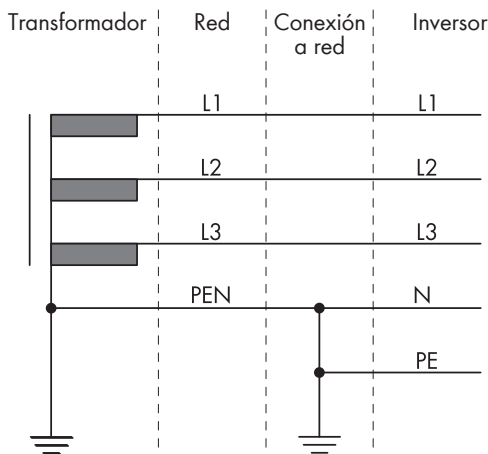 Transformador
Red
Conexión
a red
Inversor
L1
L1
L2
L2
L3
L3
PEN
N
PE